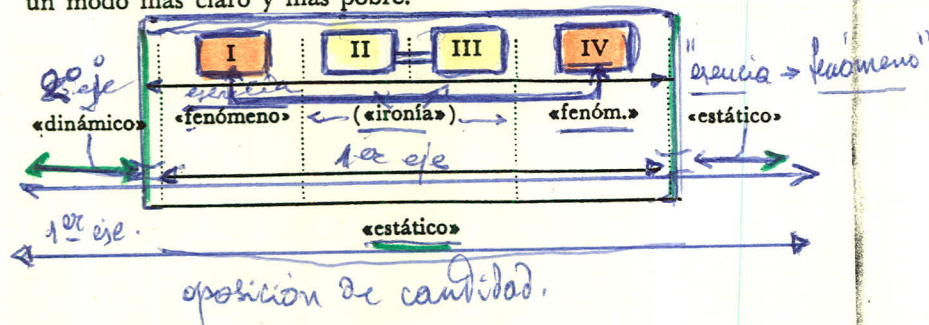 un modo más claro y más pobre.
I II III IV
"esencia → fenómeno"
2º eje
esencia
«dinámico» «fenómeno» («ironía») «fenóm.» «estático»
1er eje
1er eje.
«estático»
oposición de cantidad.